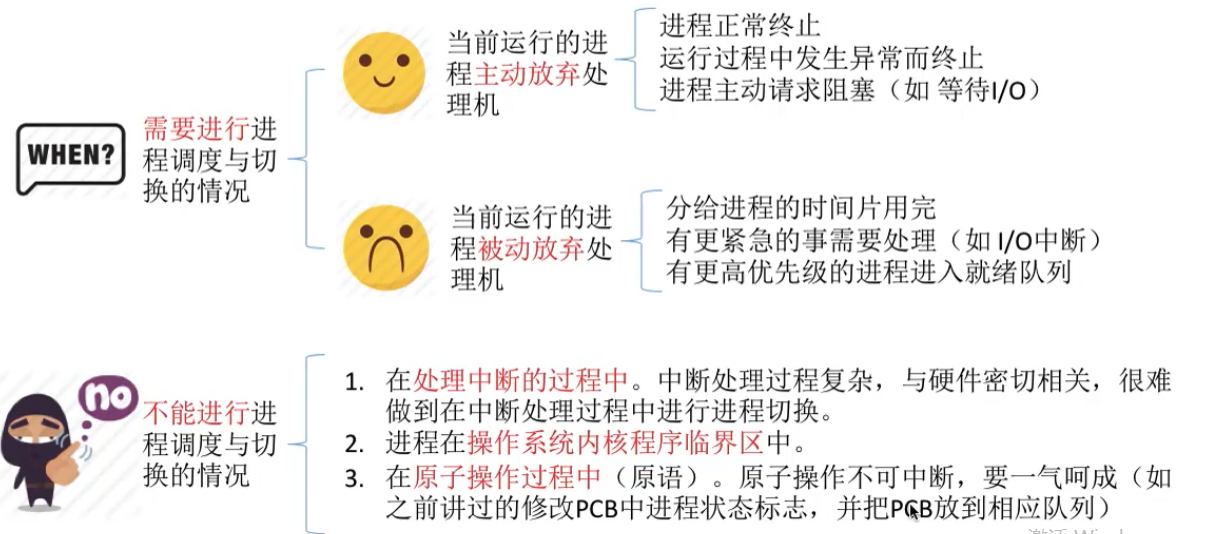 WHEN?
需要进行进
程调度与切
换的情况
当前运行的进
程主动放弃处
理机
进程正常终止
运行过程中发生异常而终止
进程主动请求阻塞（如 等待I/O）
当前运行的进
程被动放弃处
理机
分给进程的时间片用完
有更紧急的事需要处理（如 I/O中断）
有更高优先级的进程进入就绪队列
no
不能进行进
程调度与切
换的情况
1. 在处理中断的过程中。中断处理过程复杂，与硬件密切相关，很难
做到在中断处理过程中进行进程切换。
2. 进程在操作系统内核程序临界区中。
3. 在原子操作过程中（原语）。原子操作不可中断，要一气呵成（如
之前讲过的修改PCB中进程状态标志，并把PCB放到相应队列）